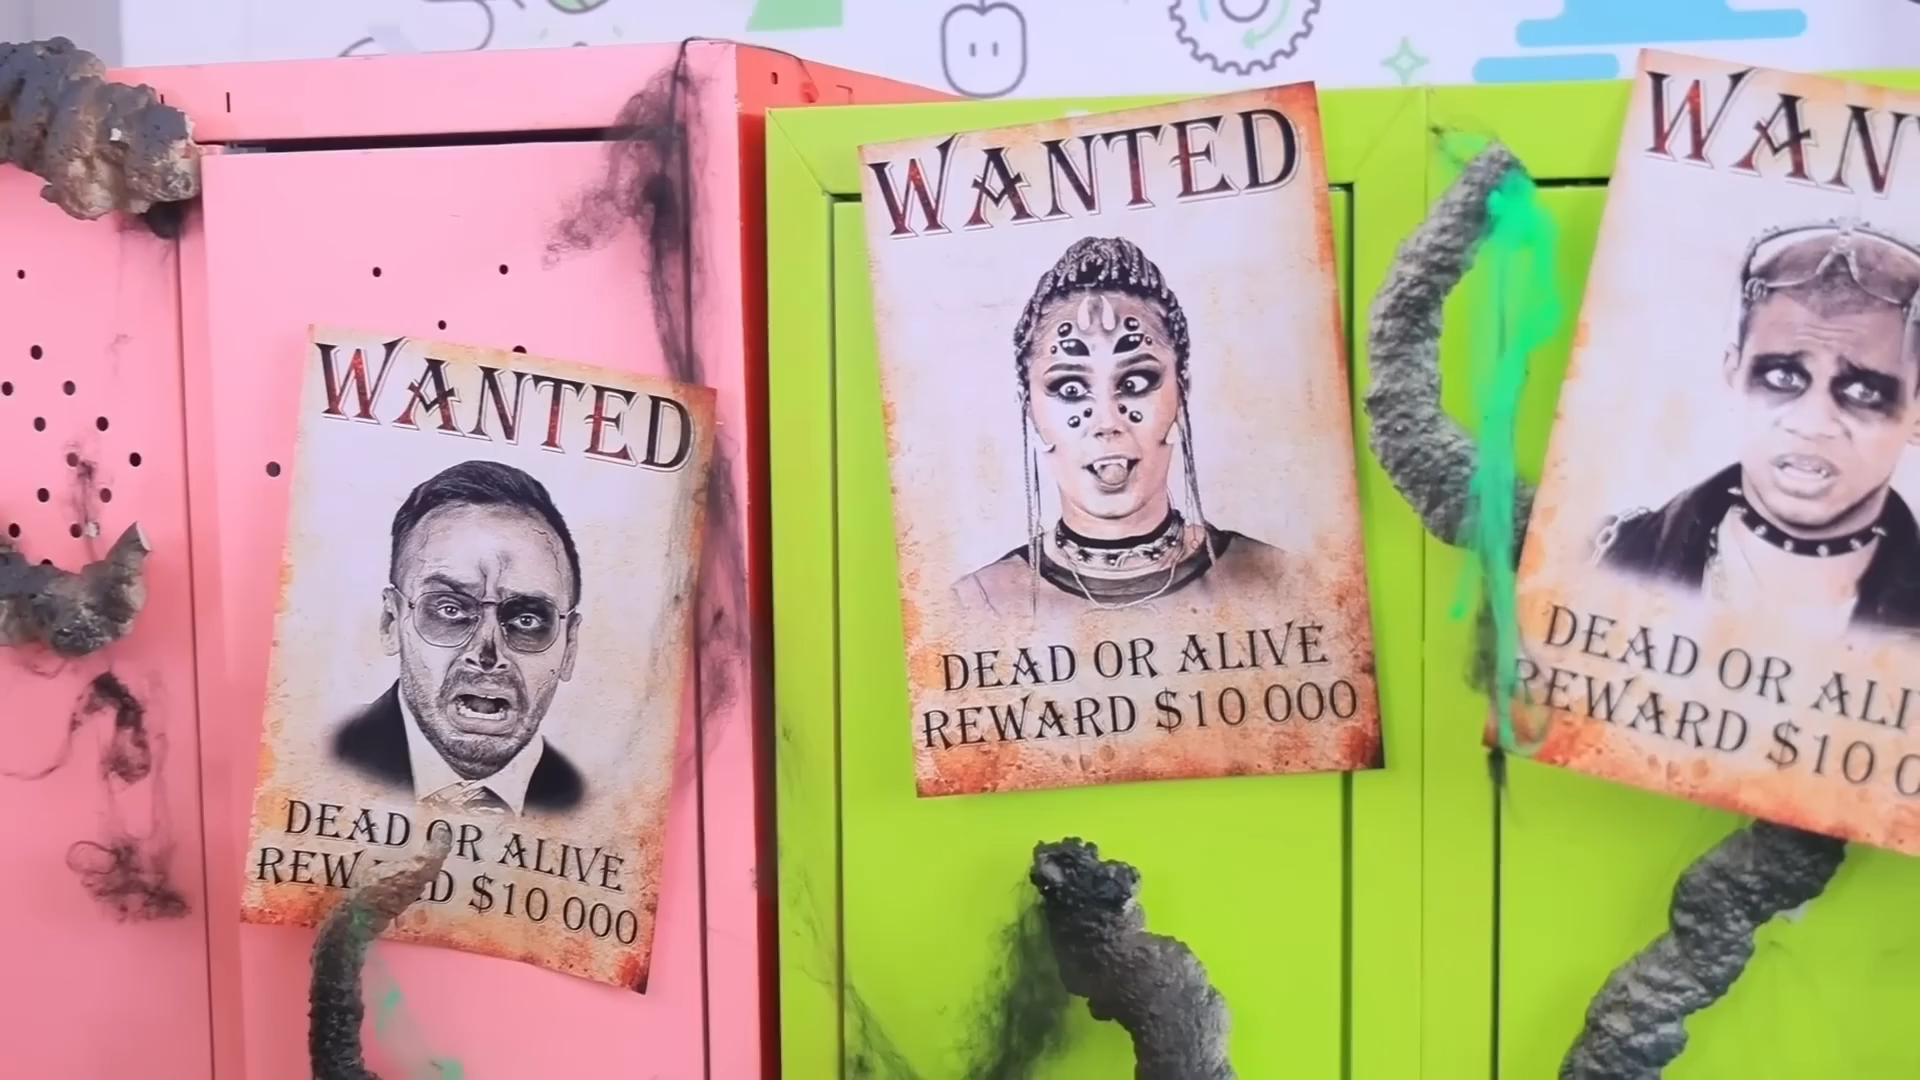 WANTED
DEAD OR ALIVE
REWARD $10 000
WANTED
DEAD OR ALIVE
REWARD $10 000
WAN
DEAD OR ALI
REWARD $10 0